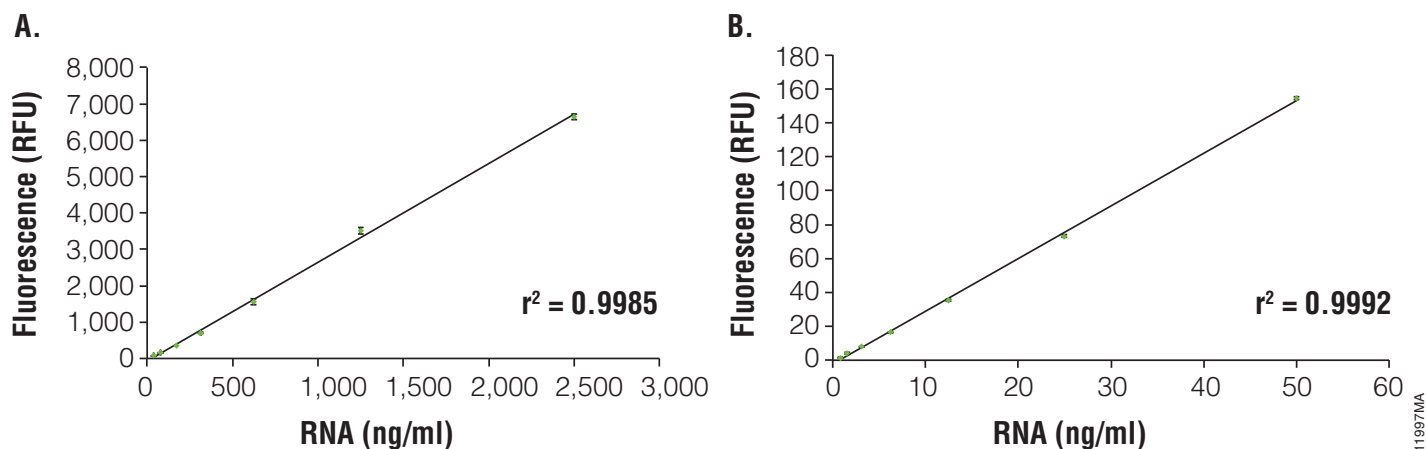 A.
8,000
7,000
6,000
5,000
4,000
3,000
2,000
1,000
0
Fluorescence (RFU)
r² = 0.9985
0 500 1,000 1,500 2,000 2,500 3,000
RNA (ng/ml)
B.
180
160
140
120
100
80
60
40
20
0
Fluorescence (RFU)
r² = 0.9992
0 10 20 30 40 50 60
RNA (ng/ml)
11997MA